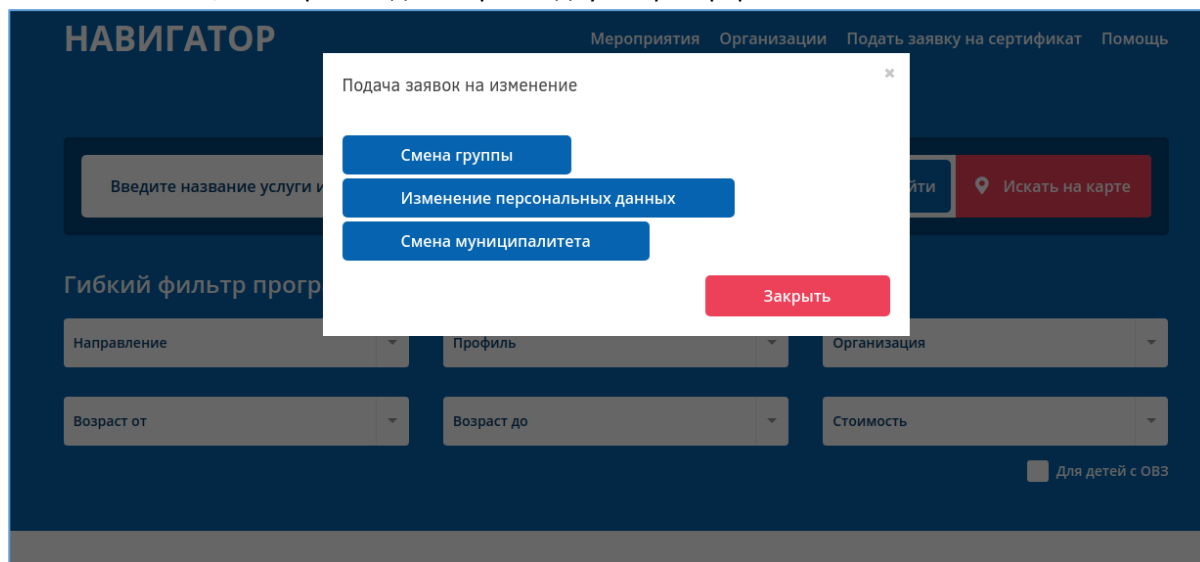 НАВИГАТОР
Мероприятия Организации Подать заявку на сертификат Помощь
Подача заявок на изменение
Смена группы
Введите название услуги и
йти
Искать на карте
Изменение персональных данных
Смена муниципалитета
Гибкий фильтр прогр
Закрыть
Направление Профиль Организация
Возраст от Возраст до Стоимость
Для детей с ОВЗ